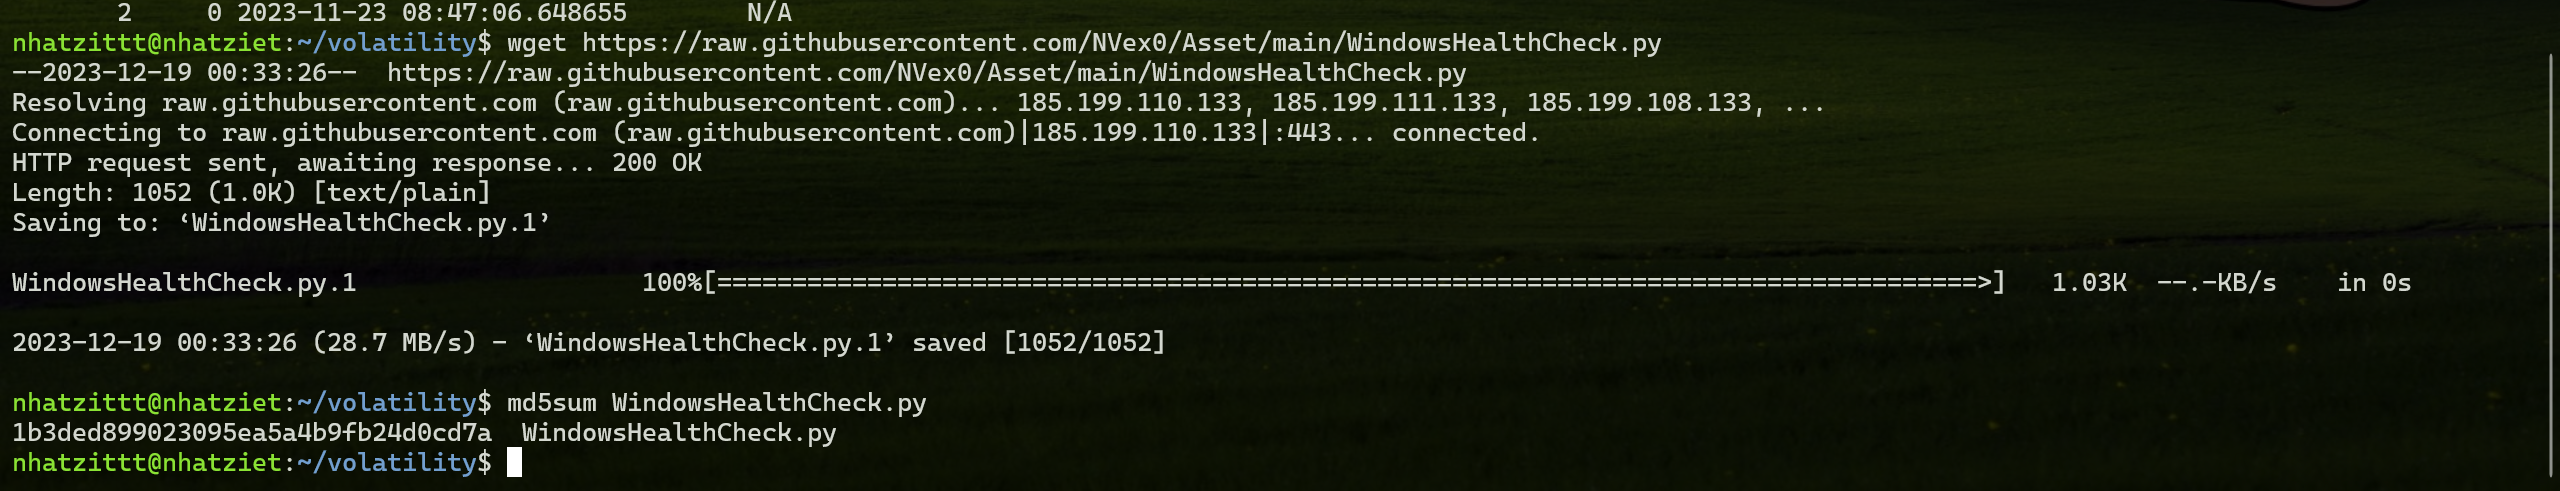 2     0 2023-11-23 08:47:06.648655        N/A
nhatzittt@nhatziet:~/volatility$ wget https://raw.githubusercontent.com/NVex0/Asset/main/WindowsHealthCheck.py
--2023-12-19 00:33:26--  https://raw.githubusercontent.com/NVex0/Asset/main/WindowsHealthCheck.py
Resolving raw.githubusercontent.com (raw.githubusercontent.com)... 185.199.110.133, 185.199.111.133, 185.199.108.133, ...
Connecting to raw.githubusercontent.com (raw.githubusercontent.com)|185.199.110.133|:443... connected.
HTTP request sent, awaiting response... 200 OK
Length: 1052 (1.0K) [text/plain]
Saving to: ‘WindowsHealthCheck.py.1’
WindowsHealthCheck.py.1                   100%[====================================================================================>]   1.03K  --.-KB/s    in 0s
2023-12-19 00:33:26 (28.7 MB/s) - ‘WindowsHealthCheck.py.1’ saved [1052/1052]
nhatzittt@nhatziet:~/volatility$ md5sum WindowsHealthCheck.py
1b3ded899023095ea5a4b9fb24d0cd7a  WindowsHealthCheck.py
nhatzittt@nhatziet:~/volatility$